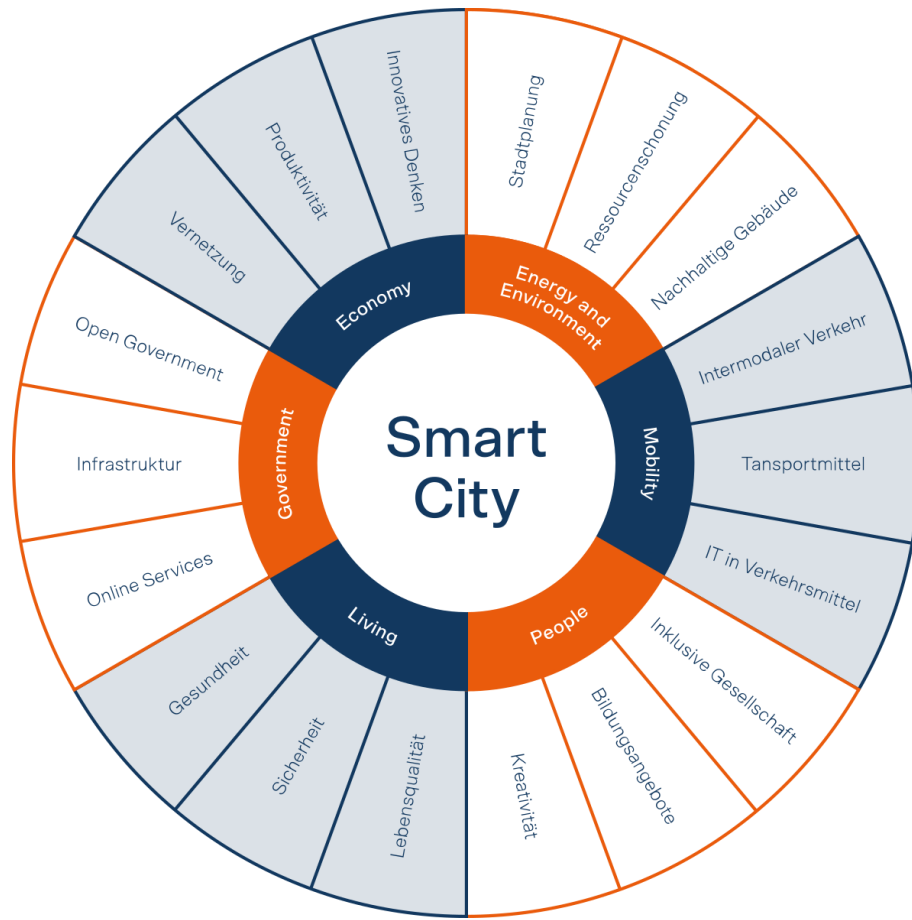 Smart
City
Energy and
Environment
Stadtplanung
Ressourcenschonung
Nachhaltige Gebäude
Mobility
Intermodaler Verkehr
Tansportmittel
IT in Verkehrsmittel
People
Inklusive Gesellschaft
Bildungsangebote
Kreativität
Living
Lebensqualität
Sicherheit
Gesundheit
Government
Online Services
Infrastruktur
Open Government
Economy
Vernetzung
Produktivität
Innovatives Denken